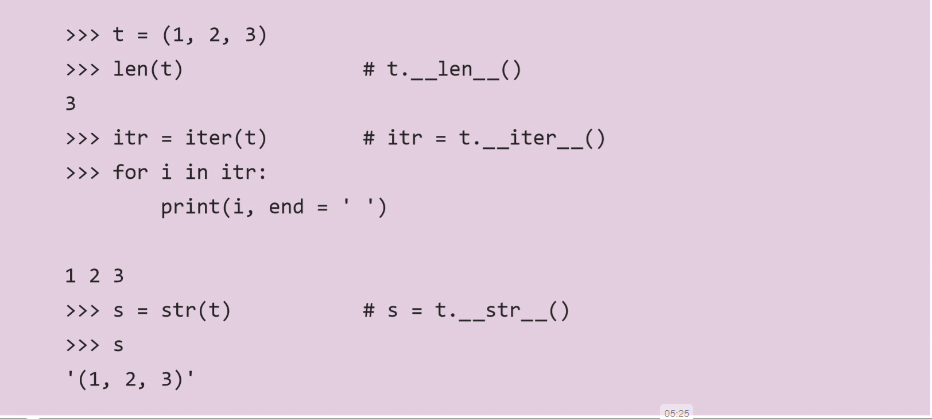 >>> t = (1, 2, 3)
>>> len(t)             # t.__len__()
3
>>> itr = iter(t)      # itr = t.__iter__()
>>> for i in itr:
        print(i, end = ' ')
1 2 3
>>> s = str(t)         # s = t.__str__()
>>> s
'(1, 2, 3)'
05:25